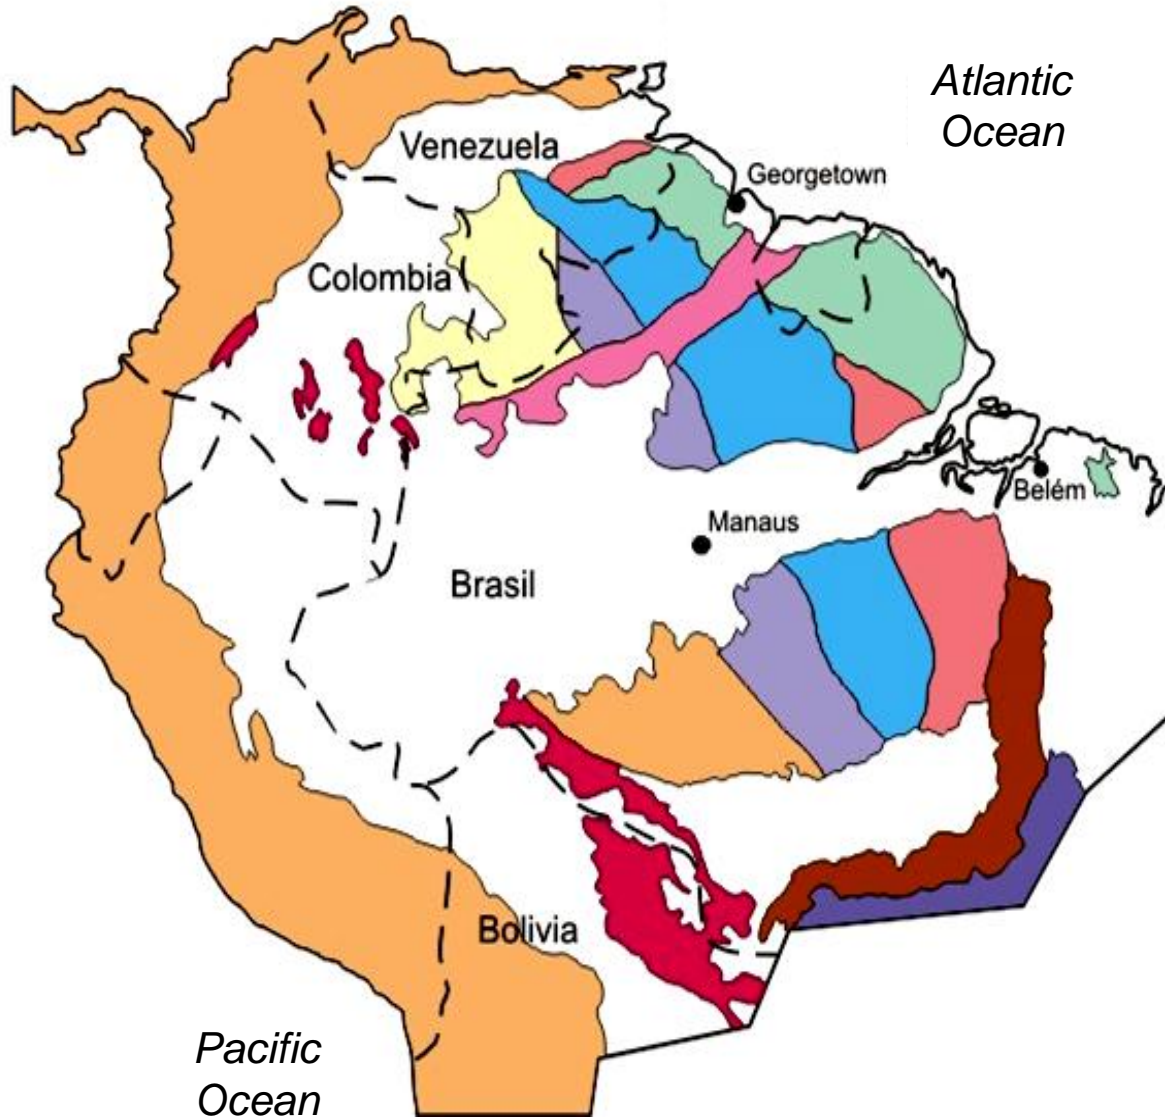 Atlantic
Ocean
Venezuela
Georgetown
Colombia
Belém
Manaus
Brasil
Bolivia
Pacific
Ocean